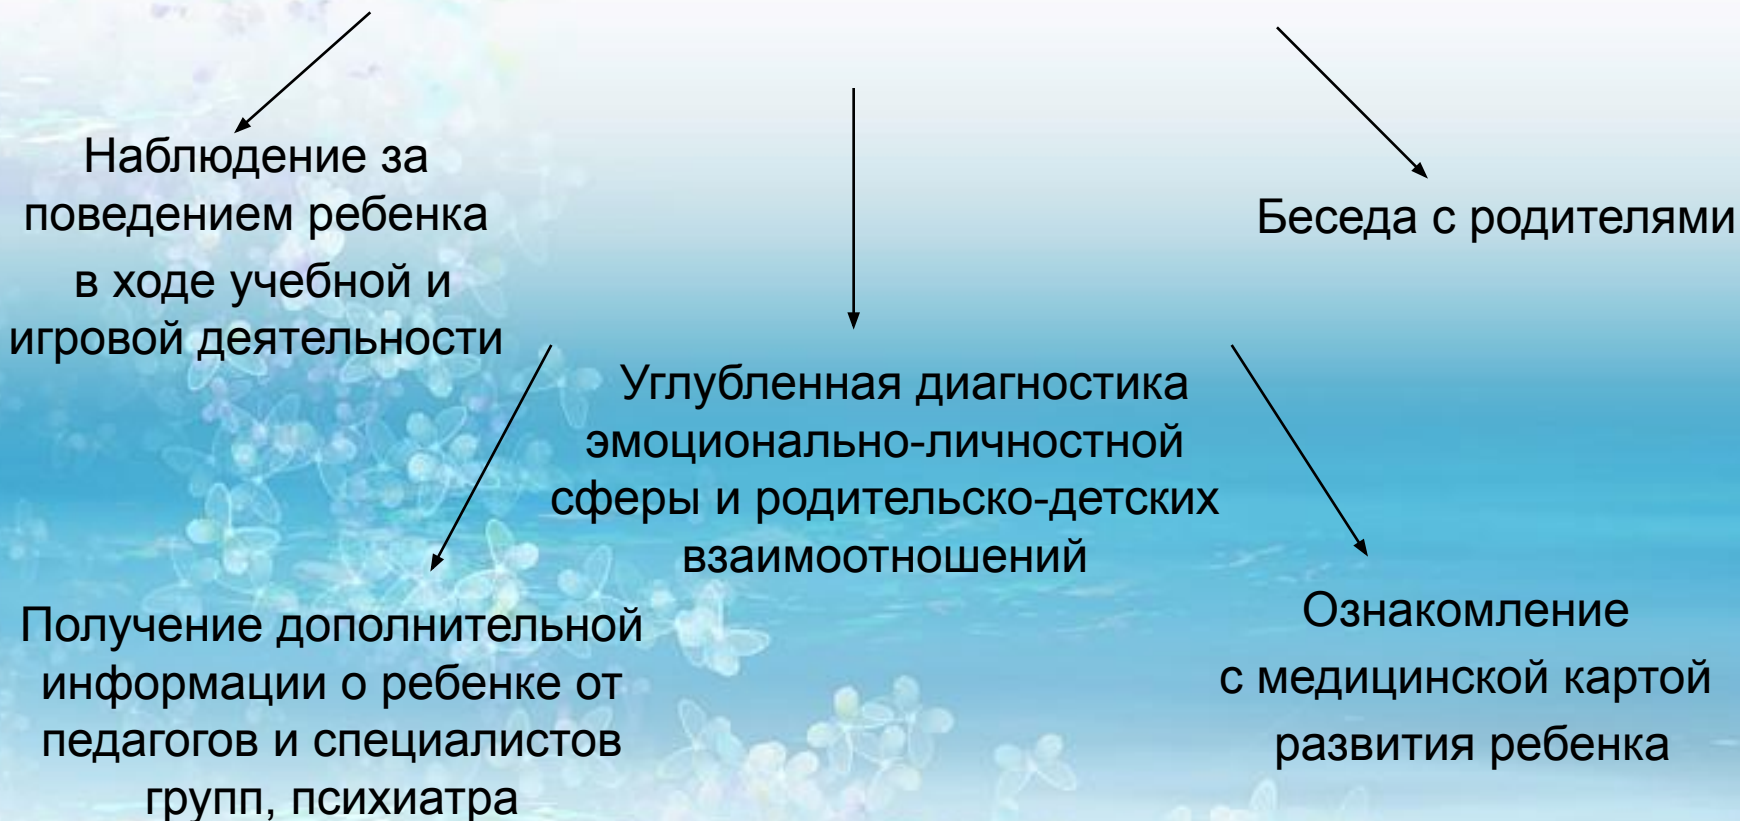 Наблюдение за
поведением ребенка
в ходе учебной и
игровой деятельности
Беседа с родителями
Углубленная диагностика
эмоционально-личностной
сферы и родительско-детских
взаимоотношений
Получение дополнительной
информации о ребенке от
педагогов и специалистов
групп, психиатра
Ознакомление
с медицинской картой
развития ребенка